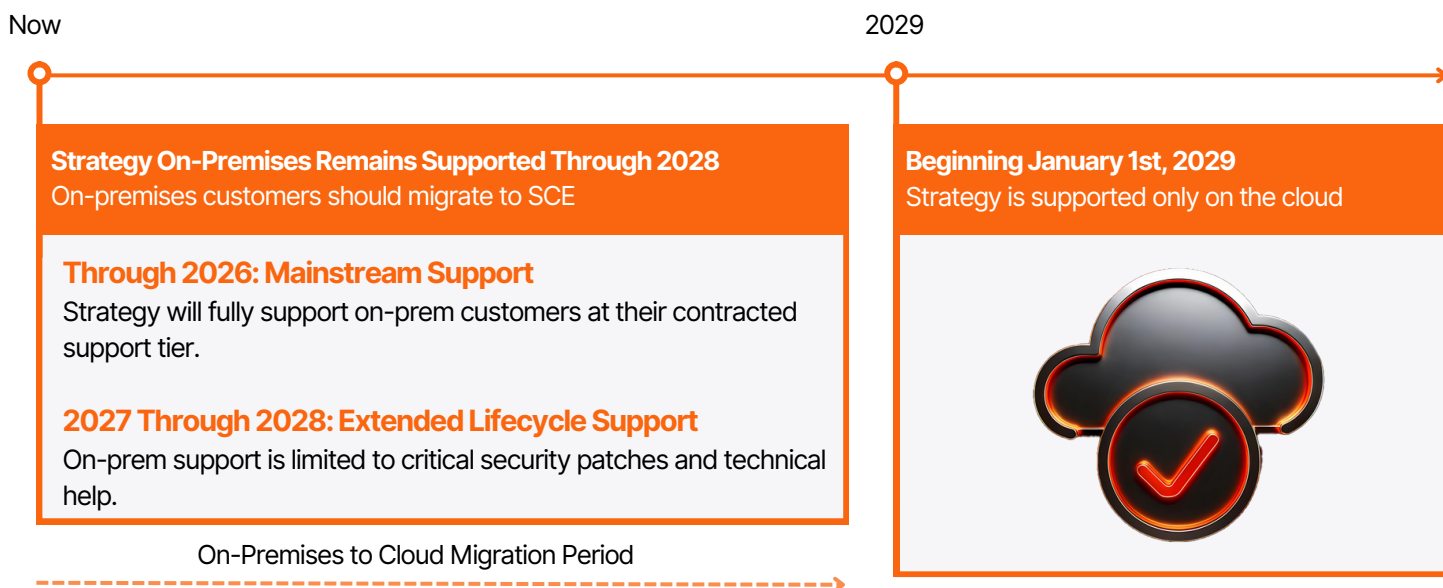 Now
2029
Strategy On-Premises Remains Supported Through 2028
On-premises customers should migrate to SCE
Through 2026: Mainstream Support
Strategy will fully support on-prem customers at their contracted
support tier.
2027 Through 2028: Extended Lifecycle Support
On-prem support is limited to critical security patches and technical
help.
On-Premises to Cloud Migration Period
Beginning January 1st, 2029
Strategy is supported only on the cloud